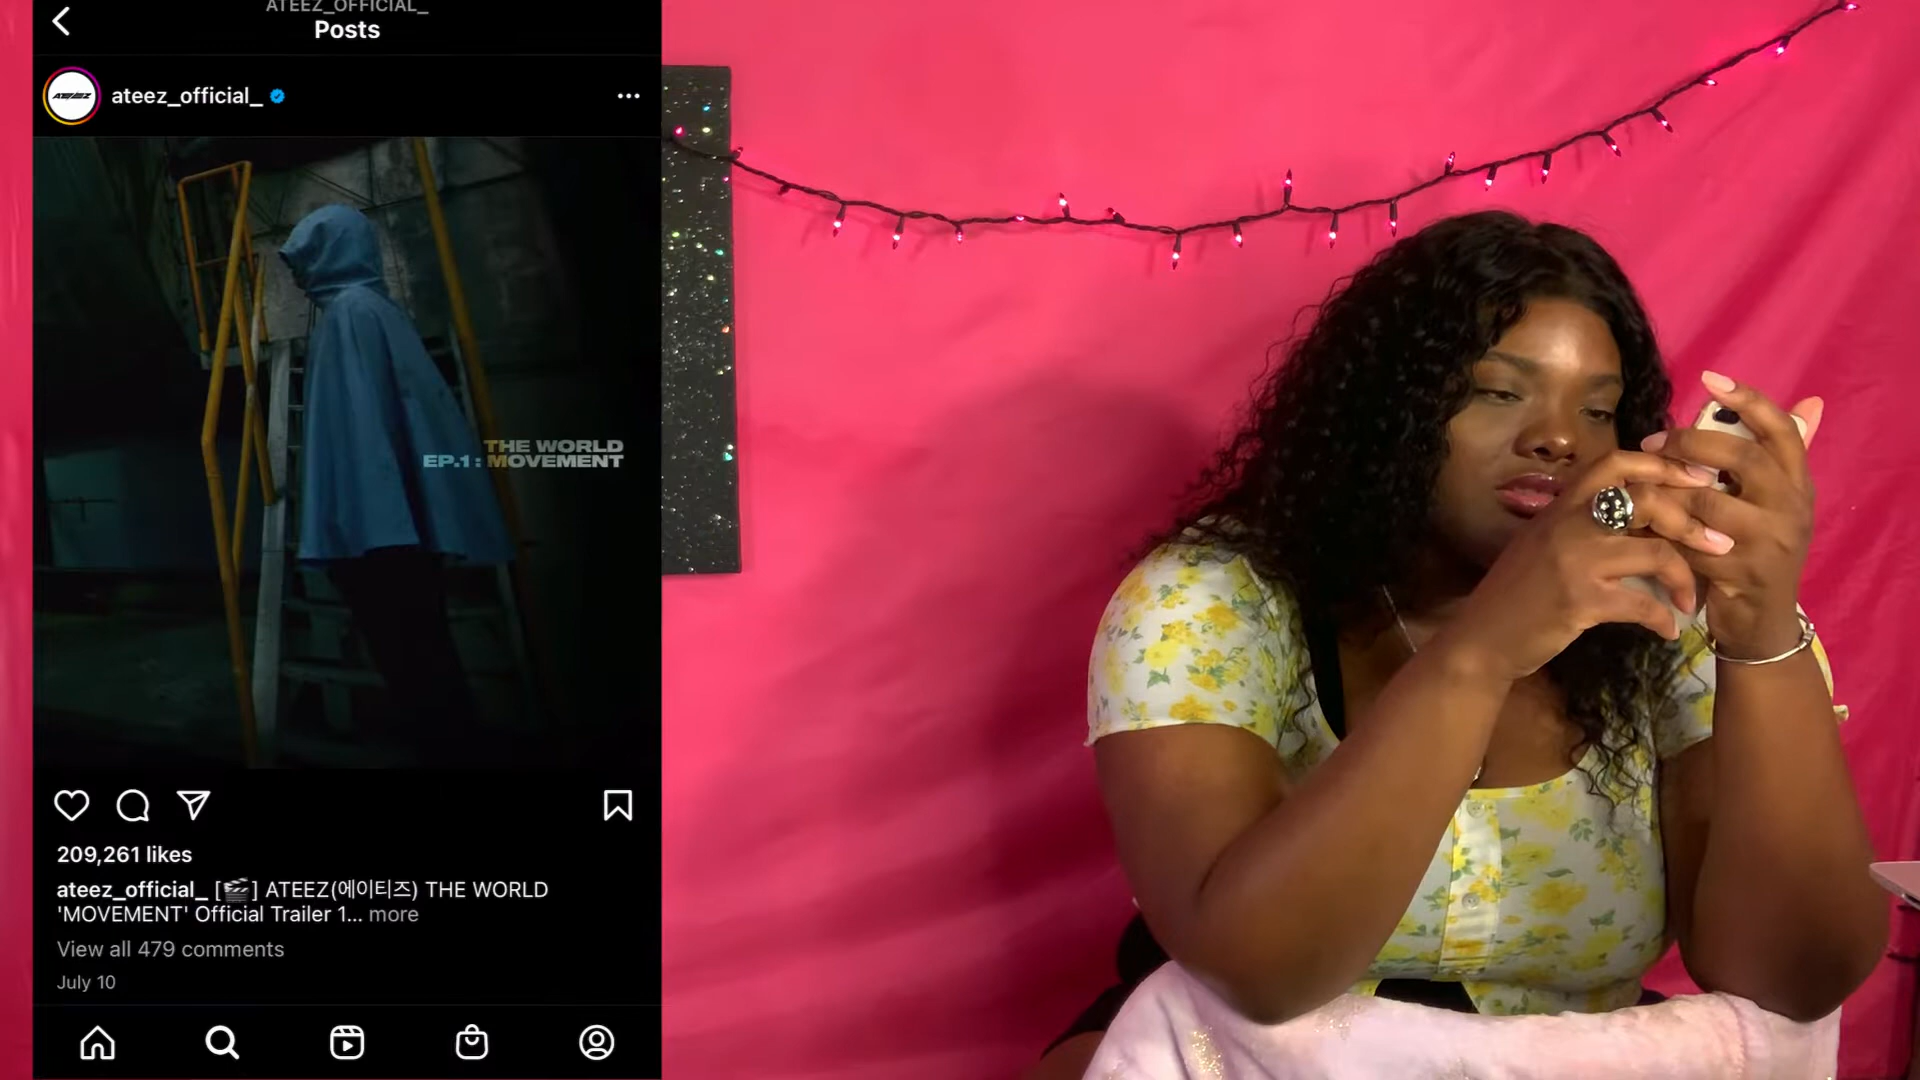 ATEEZ_OFFICIAL_
Posts
ATEEZ
ateez_official_
THE WORLD
EP.1 : MOVEMENT
209,261 likes
ateez_official_ [🎬] ATEEZ(에이티즈) THE WORLD
'MOVEMENT' Official Trailer 1... more
View all 479 comments
July 10